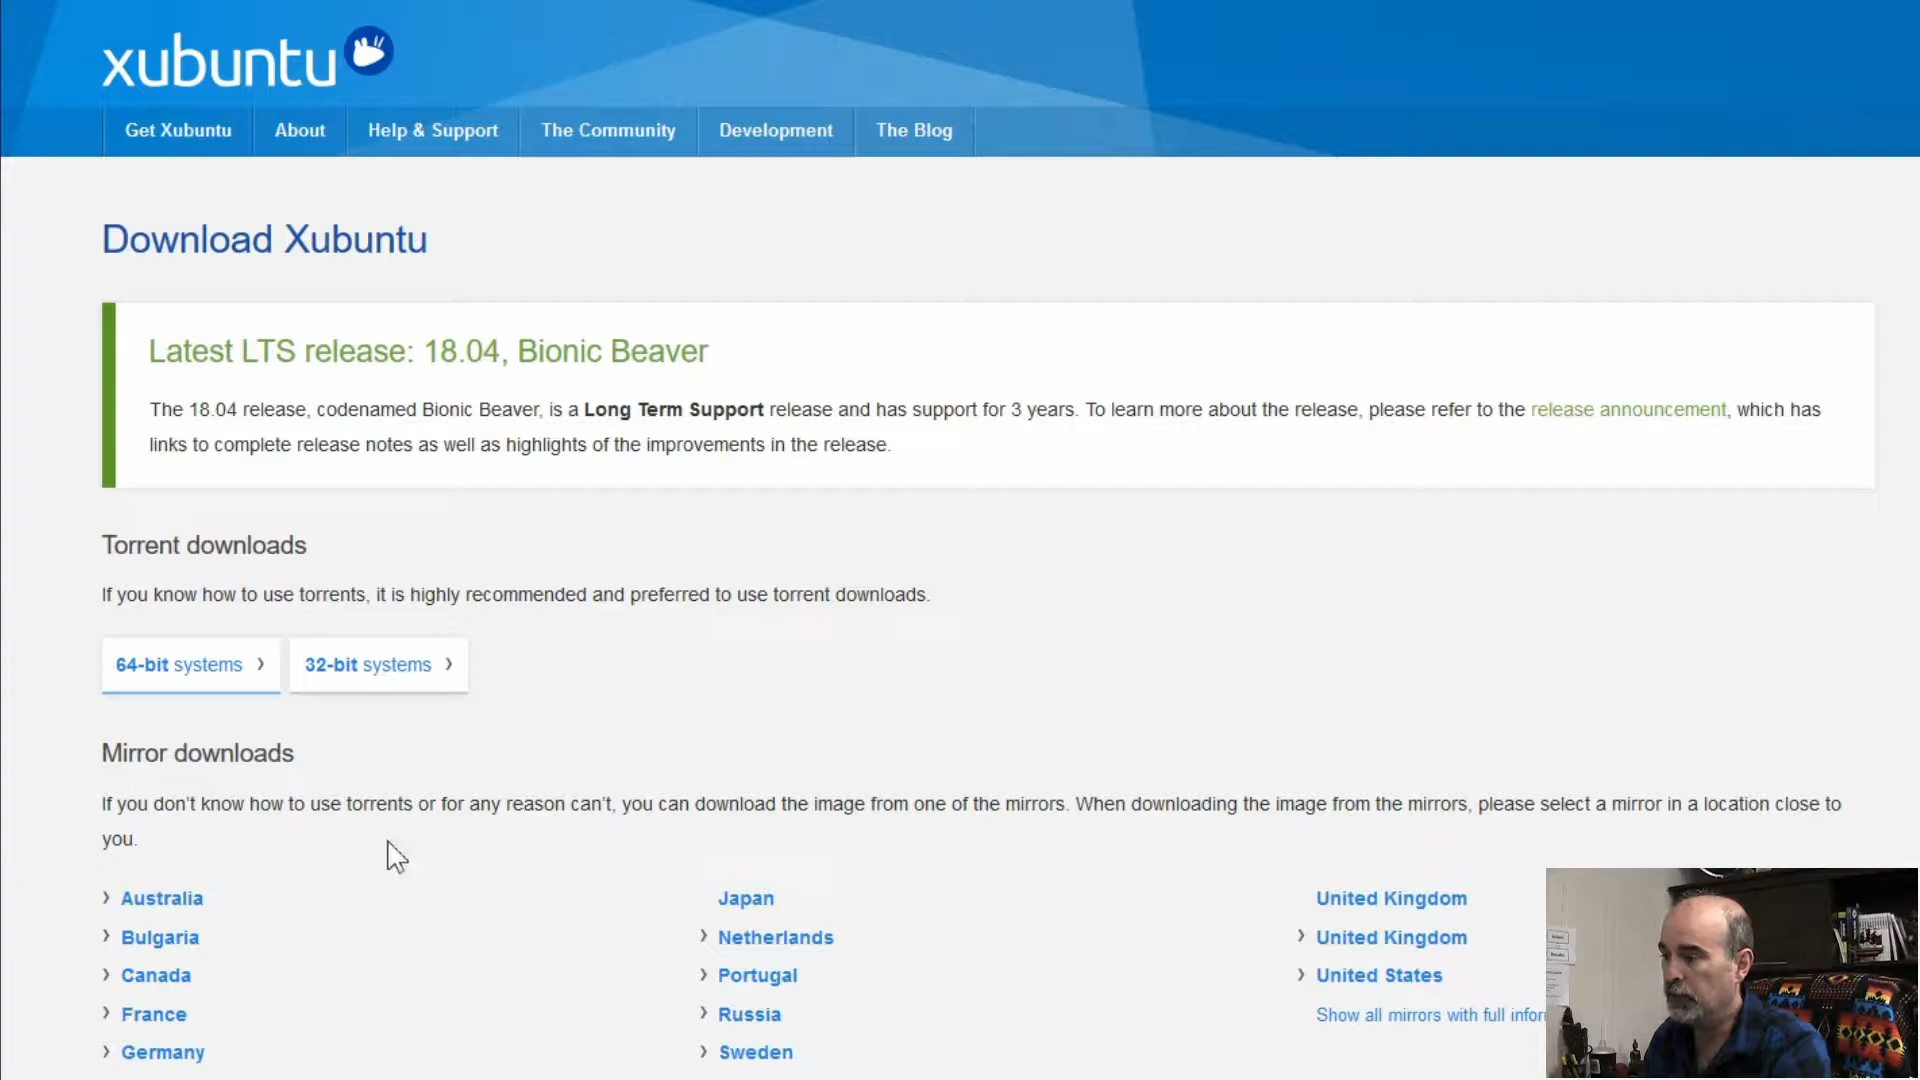 xubuntu
Get Xubuntu
About
Help & Support
The Community
Development
The Blog
Download Xubuntu
Latest LTS release: 18.04, Bionic Beaver
The 18.04 release, codenamed Bionic Beaver, is a Long Term Support release and has support for 3 years. To learn more about the release, please refer to the release announcement, which has
links to complete release notes as well as highlights of the improvements in the release.
Torrent downloads
If you know how to use torrents, it is highly recommended and preferred to use torrent downloads.
64-bit systems
32-bit systems
Mirror downloads
If you don't know how to use torrents or for any reason can't, you can download the image from one of the mirrors. When downloading the image from the mirrors, please select a mirror in a location close to
you.
Australia
Bulgaria
Canada
France
Germany
Japan
Netherlands
Portugal
Russia
Sweden
United Kingdom
United Kingdom
United States
Show all mirrors with full